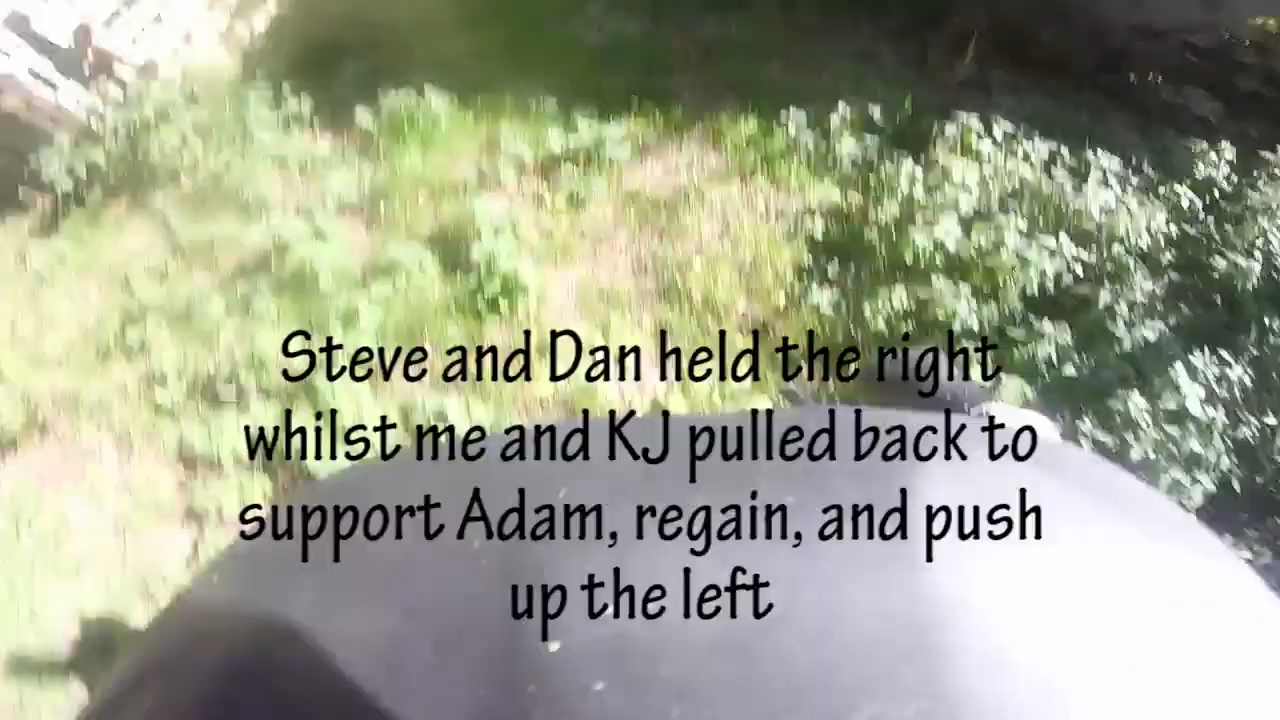 Steve and Dan held the right
whilst me and KJ pulled back to
support Adam, regain, and push
up the left